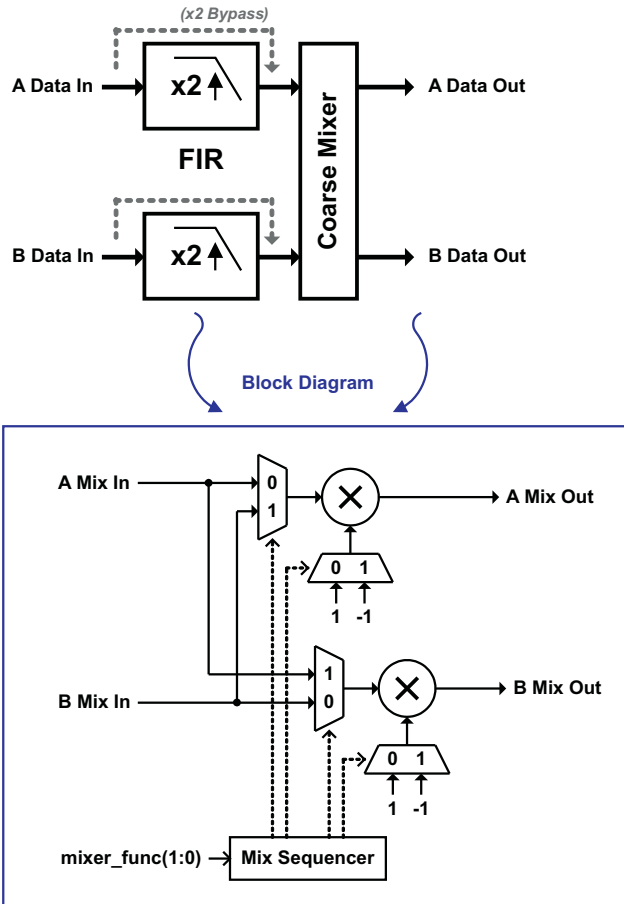 (x2 Bypass)
A Data In
x2
A Data Out
FIR
Coarse Mixer
B Data In
x2
B Data Out
Block Diagram
A Mix In
0
1
A Mix Out
0 1
1 -1
B Mix In
1
0
B Mix Out
0 1
1 -1
mixer_func(1:0)
Mix Sequencer